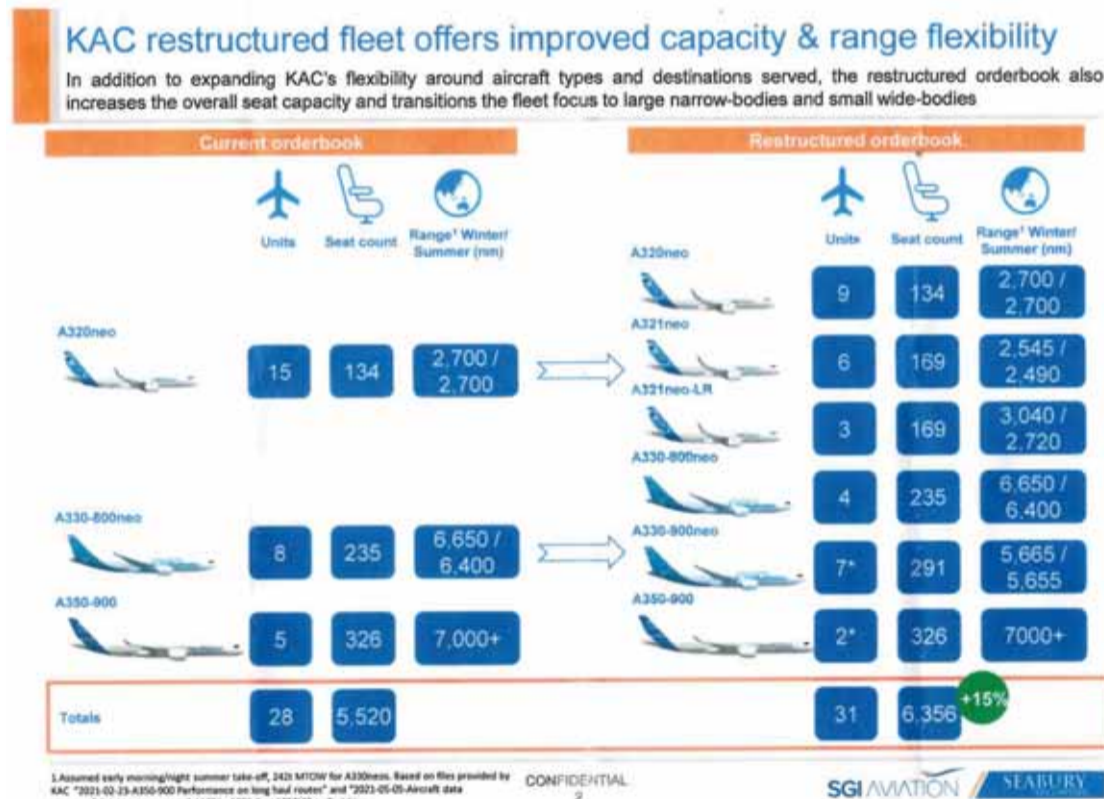 KAC restructured fleet offers improved capacity & range flexibility
In addition to expanding KAC's flexibility around aircraft types and destinations served, the restructured orderbook also
increases the overall seat capacity and transitions the fleet focus to large narrow-bodies and small wide-bodies
Current orderbook
Units
Seat count
Range¹ Winter/
Summer (nm)
A320neo
15
134
2,700 /
2,700
A330-800neo
8
235
6,650 /
6,400
A350-900
5
326
7,000+
Restructured orderbook
Units
Seat count
Range¹ Winter/
Summer (nm)
A320neo
9
134
2,700 /
2,700
A321neo
6
169
2,545 /
2,490
A321neo-LR
3
169
3,040 /
2,720
A330-800neo
4
235
6,650 /
6,400
A330-900neo
7*
291
5,665 /
5,655
A350-900
2*
326
7000+
Totals
28
5,520
31
6,356
+15%
1.Assumed early morning/night summer take-off, 242t MTOW for A330neos. Based on files provided by
KAC "2021-02-23-A350-900 Performance on long haul routes" and "2021-05-05-Aircraft data
CONFIDENTIAL
SGI AVIATION
SEABURY